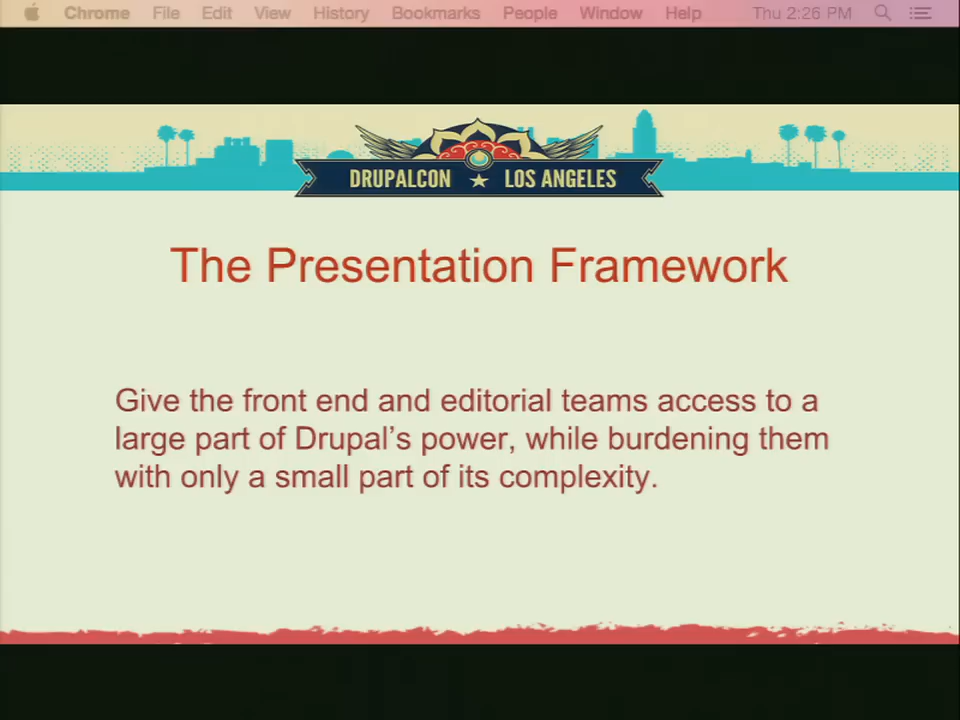 Chrome File Edit View History Bookmarks People Window Help Thu 2:26 PM
DRUPALCON ★ LOS ANGELES
The Presentation Framework
Give the front end and editorial teams access to a
large part of Drupal’s power, while burdening them
with only a small part of its complexity.